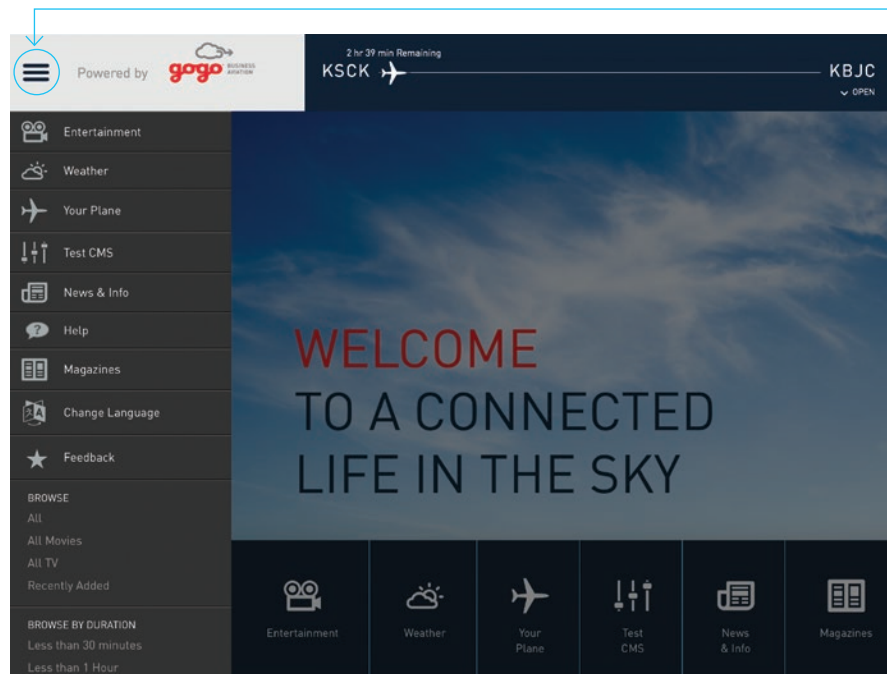 Powered by
gogo BUSINESS
AVIATION
2 hr 39 min Remaining
KSCK
KBJC
OPEN
Entertainment
Weather
Your Plane
Test CMS
News & Info
Help
Magazines
Change Language
Feedback
BROWSE
All
All Movies
All TV
Recently Added
BROWSE BY DURATION
Less than 30 minutes
Less than 1 Hour
WELCOME
TO A CONNECTED
LIFE IN THE SKY
Entertainment
Weather
Your
Plane
Test
CMS
News
& Info
Magazines